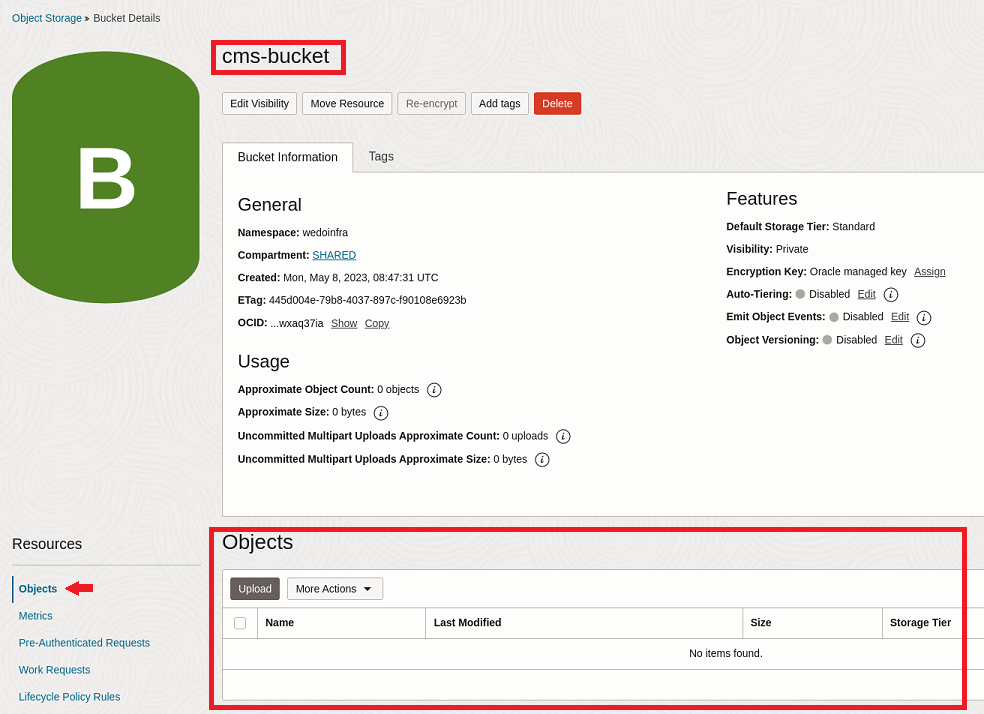 Object Storage » Bucket Details
B
cms-bucket
Edit Visibility Move Resource Re-encrypt Add tags Delete
Bucket Information Tags
General
Namespace: wedoinfra
Compartment: SHARED
Created: Mon, May 8, 2023, 08:47:31 UTC
ETag: 445d004e-79b8-4037-897c-f90108e6923b
OCID: ...wxaq37ia Show Copy
Usage
Approximate Object Count: 0 objects i
Approximate Size: 0 bytes i
Uncommitted Multipart Uploads Approximate Count: 0 uploads i
Uncommitted Multipart Uploads Approximate Size: 0 bytes i
Features
Default Storage Tier: Standard
Visibility: Private
Encryption Key: Oracle managed key Assign
Auto-Tiering: Disabled Edit i
Emit Object Events: Disabled Edit i
Object Versioning: Disabled Edit i
Resources
Objects
Metrics
Pre-Authenticated Requests
Work Requests
Lifecycle Policy Rules
Objects
Upload More Actions
Name Last Modified Size Storage Tier
No items found.